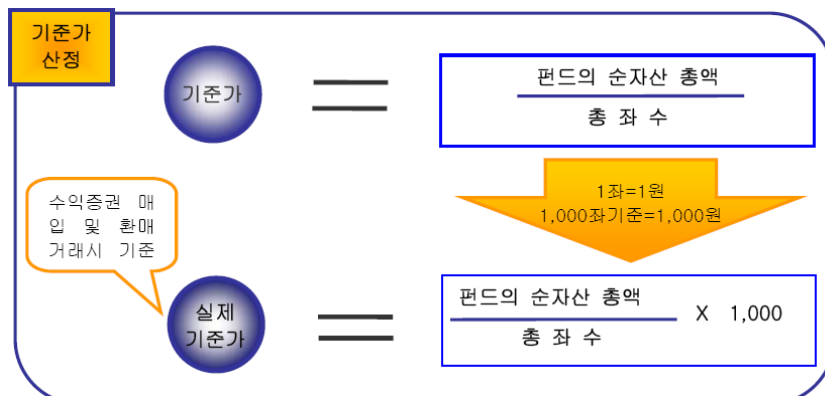 기준가
산정
기준가
펀드의 순자산 총액
총 좌 수
1좌=1원
1,000좌기준=1,000원
수익증권 매
입 및 환매
거래시 기준
실제
기준가
펀드의 순자산 총액
총 좌 수
X 1,000